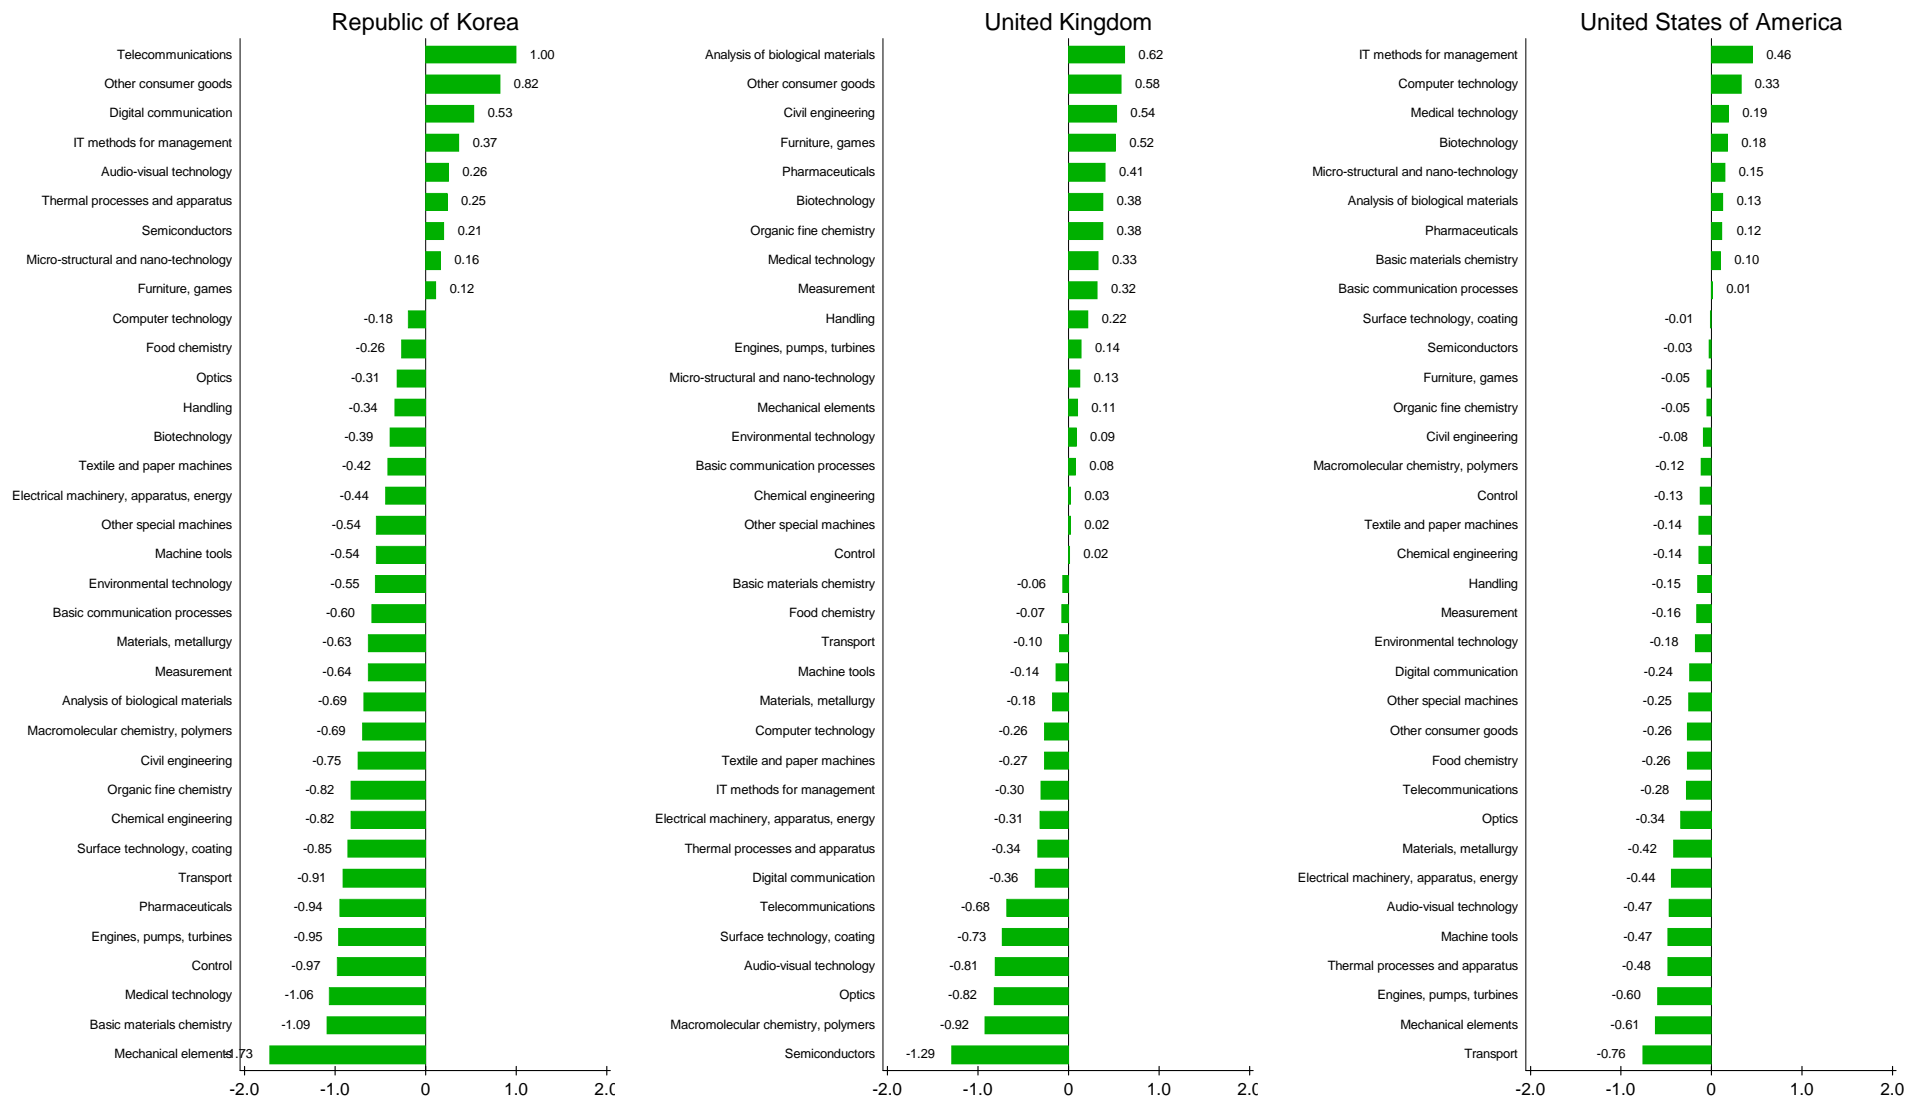 Republic of Korea
Telecommunications 1.00
Other consumer goods 0.82
Digital communication 0.53
IT methods for management 0.37
Audio-visual technology 0.26
Thermal processes and apparatus 0.25
Semiconductors 0.21
Micro-structural and nano-technology 0.16
Furniture, games 0.12
Computer technology -0.18
Food chemistry -0.26
Optics -0.31
Handling -0.34
Biotechnology -0.39
Textile and paper machines -0.42
Electrical machinery, apparatus, energy -0.44
Other special machines -0.54
Machine tools -0.54
Environmental technology -0.55
Basic communication processes -0.60
Materials, metallurgy -0.63
Measurement -0.64
Analysis of biological materials -0.69
Macromolecular chemistry, polymers -0.69
Civil engineering -0.75
Organic fine chemistry -0.82
Chemical engineering -0.82
Surface technology, coating -0.85
Transport -0.91
Pharmaceuticals -0.94
Engines, pumps, turbines -0.95
Control -0.97
Medical technology -1.06
Basic materials chemistry -1.09
Mechanical elements -1.73
-2.0 -1.0 0 1.0 2.0
United Kingdom
Analysis of biological materials 0.62
Other consumer goods 0.58
Civil engineering 0.54
Furniture, games 0.52
Pharmaceuticals 0.41
Biotechnology 0.38
Organic fine chemistry 0.38
Medical technology 0.33
Measurement 0.32
Handling 0.22
Engines, pumps, turbines 0.14
Micro-structural and nano-technology 0.13
Mechanical elements 0.11
Environmental technology 0.09
Basic communication processes 0.08
Chemical engineering 0.03
Other special machines 0.02
Control 0.02
Basic materials chemistry -0.06
Food chemistry -0.07
Transport -0.10
Machine tools -0.14
Materials, metallurgy -0.18
Computer technology -0.26
Textile and paper machines -0.27
IT methods for management -0.30
Electrical machinery, apparatus, energy -0.31
Thermal processes and apparatus -0.34
Digital communication -0.36
Telecommunications -0.68
Surface technology, coating -0.73
Audio-visual technology -0.81
Optics -0.82
Macromolecular chemistry, polymers -0.92
Semiconductors -1.29
-2.0 -1.0 0 1.0 2.0
United States of America
IT methods for management 0.46
Computer technology 0.33
Medical technology 0.19
Biotechnology 0.18
Micro-structural and nano-technology 0.15
Analysis of biological materials 0.13
Pharmaceuticals 0.12
Basic materials chemistry 0.10
Basic communication processes 0.01
Surface technology, coating -0.01
Semiconductors -0.03
Furniture, games -0.05
Organic fine chemistry -0.05
Civil engineering -0.08
Macromolecular chemistry, polymers -0.12
Control -0.13
Textile and paper machines -0.14
Chemical engineering -0.14
Handling -0.15
Measurement -0.16
Environmental technology -0.18
Digital communication -0.24
Other special machines -0.25
Other consumer goods -0.26
Food chemistry -0.26
Telecommunications -0.28
Optics -0.34
Materials, metallurgy -0.42
Electrical machinery, apparatus, energy -0.44
Audio-visual technology -0.47
Machine tools -0.47
Thermal processes and apparatus -0.48
Engines, pumps, turbines -0.60
Mechanical elements -0.61
Transport -0.76
-2.0 -1.0 0 1.0 2.0